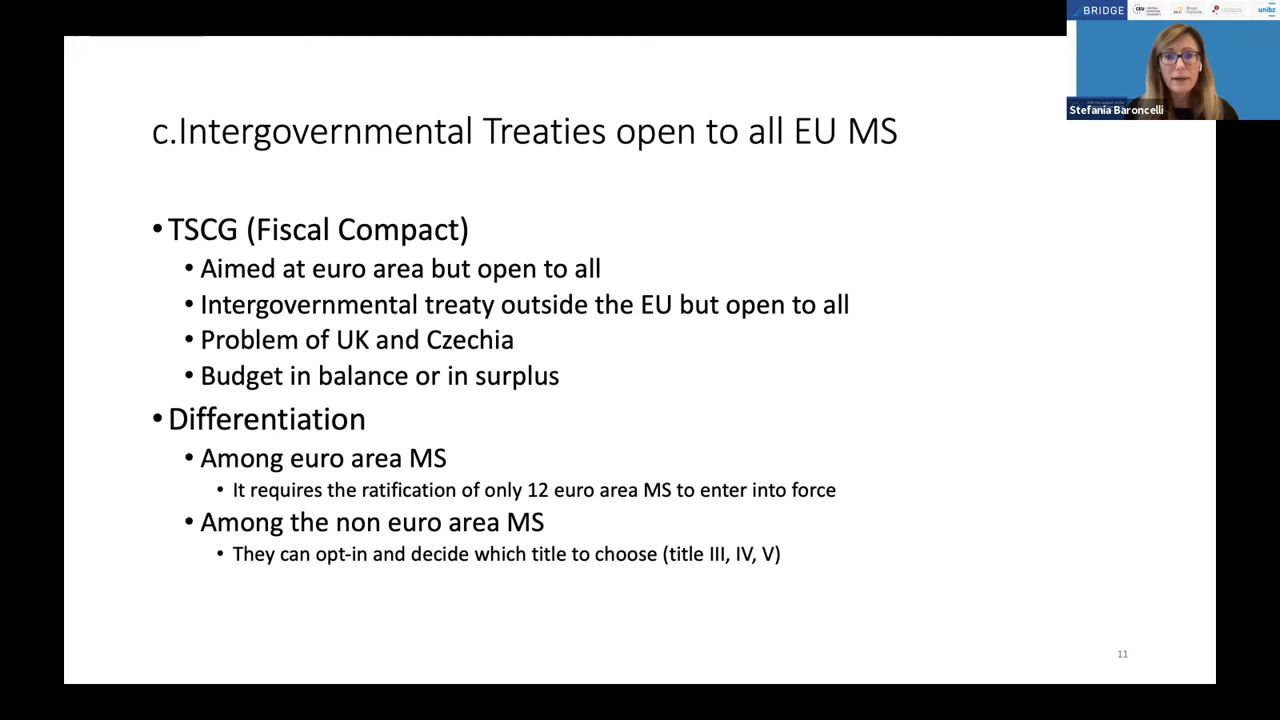 BRIDGE
CEU
unibz
Stefania Baroncelli
c.Intergovernmental Treaties open to all EU MS
• TSCG (Fiscal Compact)
• Aimed at euro area but open to all
• Intergovernmental treaty outside the EU but open to all
• Problem of UK and Czechia
• Budget in balance or in surplus
• Differentiation
• Among euro area MS
• It requires the ratification of only 12 euro area MS to enter into force
• Among the non euro area MS
• They can opt-in and decide which title to choose (title III, IV, V)
11